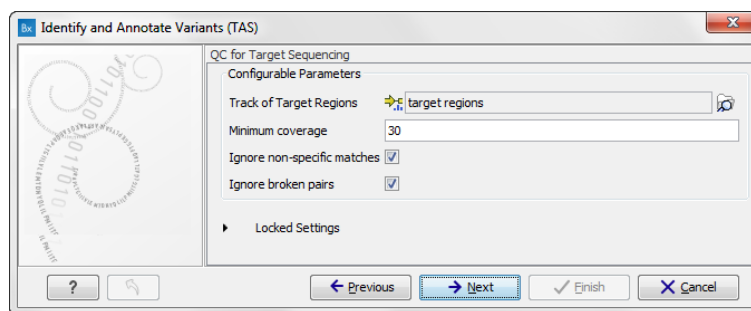 Bx Identify and Annotate Variants (TAS)
QC for Target Sequencing
Configurable Parameters
Track of Target Regions target regions
Minimum coverage 30
Ignore non-specific matches
Ignore broken pairs
Locked Settings
? Previous Next Finish Cancel